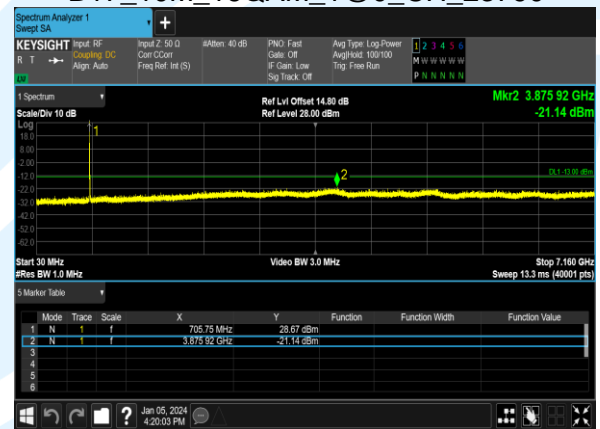 Spectrum Analyzer 1
Swept SA
KEYSIGHT
R T
LV
Input: RF
Coupling: DC
Align: Auto
Input Z: 50 Ω
Corr CCorr
Freq Ref: Int (S)
#Atten: 40 dB
PNO: Fast
Gate: Off
IF Gain: Low
Sig Track: Off
Avg Type: Log-Power
Avg|Hold: 100/100
Trig: Free Run
1 2 3 4 5 6
M W W W W W
P N N N N N
1 Spectrum
Scale/Div 10 dB
Ref Lvl Offset 14.80 dB
Ref Level 28.00 dBm
Mkr2 3.875 92 GHz
-21.14 dBm
Log
18.0
8.00
-2.00
-12.0
-22.0
-32.0
-42.0
-52.0
-62.0
1
2
DL1 -13.00 dBm
Start 30 MHz
#Res BW 1.0 MHz
Video BW 3.0 MHz
Stop 7.160 GHz
Sweep 13.3 ms (40001 pts)
5 Marker Table
Mode Trace Scale X Y Function Function Width Function Value
1 N 1 f 705.75 MHz 28.67 dBm
2 N 1 f 3.875 92 GHz -21.14 dBm
3
4
5
6
?
Jan 05, 2024
4:20:03 PM